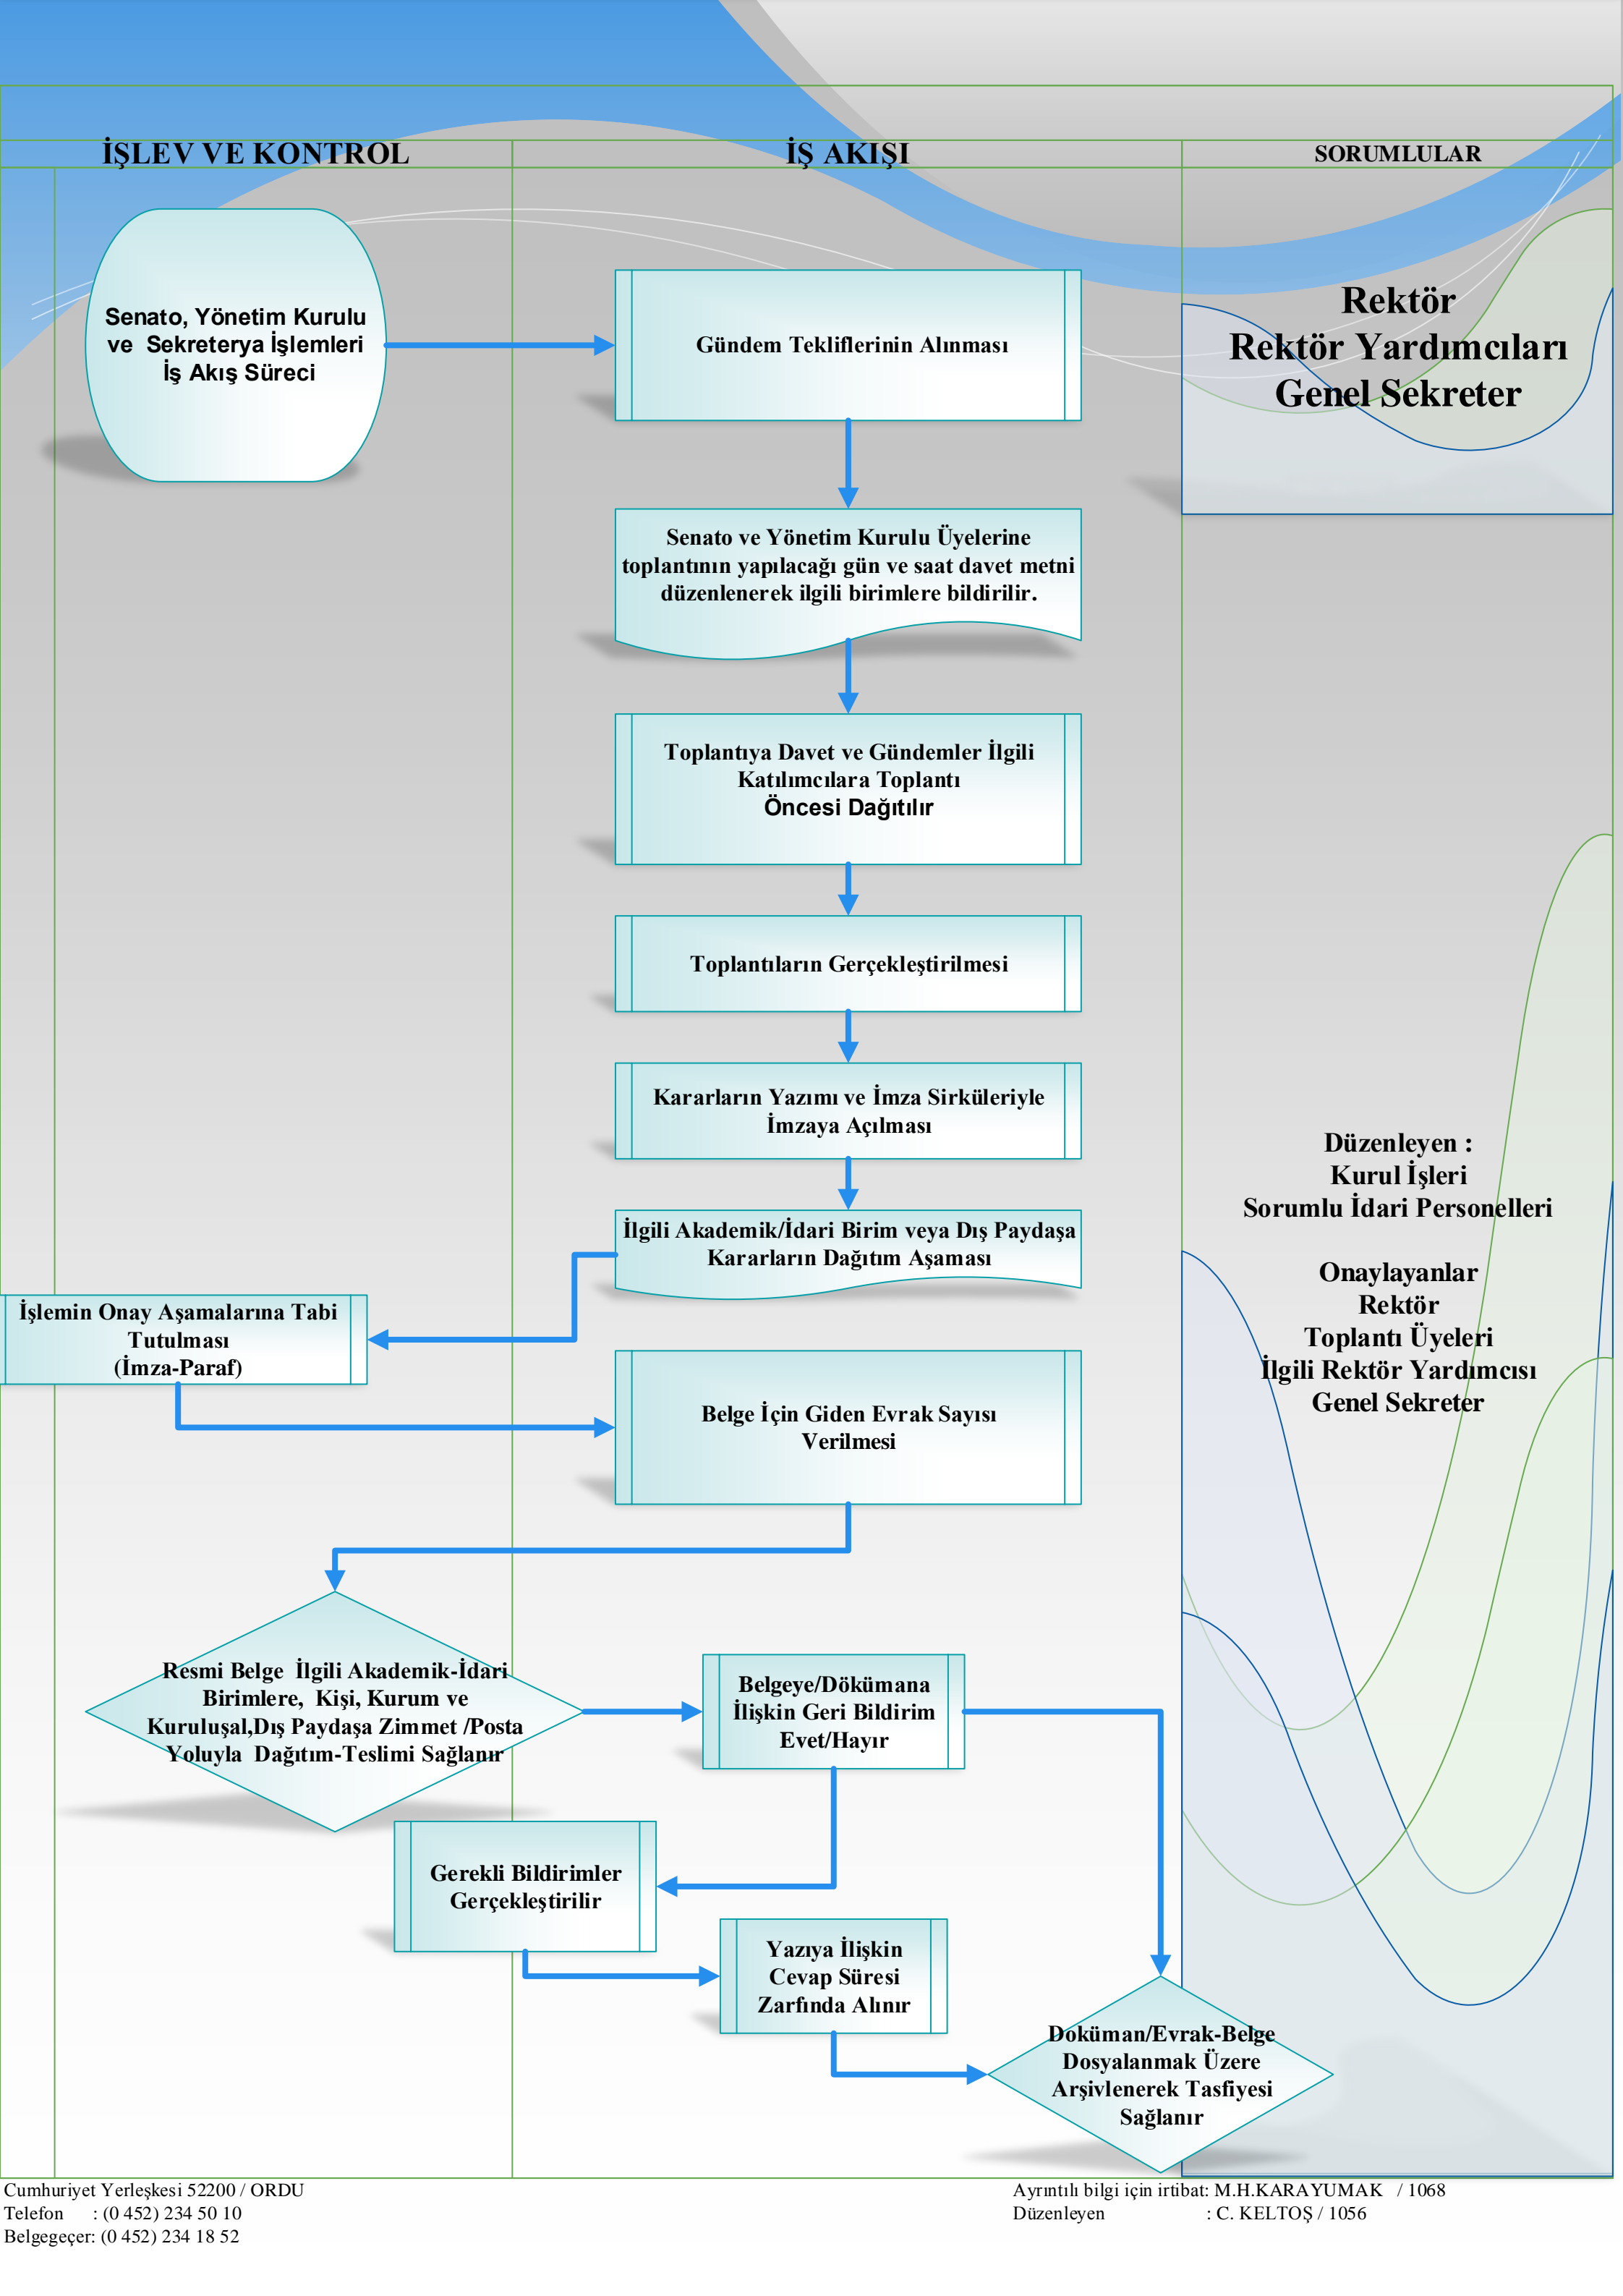 İŞLEV VE KONTROL
İŞ AKIŞI
SORUMLULAR
Senato, Yönetim Kurulu
ve Sekreterya İşlemleri
İş Akış Süreci
Gündem Tekliflerinin Alınması
Rektör
Rektör Yardımcıları
Genel Sekreter
Senato ve Yönetim Kurulu Üyelerine
toplantının yapılacağı gün ve saat davet metni
düzenlenerek ilgili birimlere bildirilir.
Toplantıya Davet ve Gündemler İlgili
Katılımcılara Toplantı
Öncesi Dağıtılır
Toplantıların Gerçekleştirilmesi
Kararların Yazımı ve İmza Sirküleriyle
İmzaya Açılması
Düzenleyen :
Kurul İşleri
Sorumlu İdari Personelleri
Onaylayanlar
Rektör
Toplantı Üyeleri
İlgili Rektör Yardımcısı
Genel Sekreter
İlgili Akademik/İdari Birim veya Dış Paydaşa
Kararların Dağıtım Aşaması
İşlemin Onay Aşamalarına Tabi
Tutulması
(İmza-Paraf)
Belge İçin Giden Evrak Sayısı
Verilmesi
Resmi Belge İlgili Akademik-İdari
Birimlere, Kişi, Kurum ve
Kuruluşal,Dış Paydaşa Zimmet /Posta
Yoluyla Dağıtım-Teslimi Sağlanır
Belgeye/Dökümana
İlişkin Geri Bildirim
Evet/Hayır
Gerekli Bildirimler
Gerçekleştirilir
Yazıya İlişkin
Cevap Süresi
Zarfında Alınır
Doküman/Evrak-Belge
Dosyalanmak Üzere
Arşivlenerek Tasfiyesi
Sağlanır
Cumhuriyet Yerleşkesi 52200 / ORDU
Telefon : (0 452) 234 50 10
Belgegeçer: (0 452) 234 18 52
Ayrıntılı bilgi için irtibat: M.H.KARAYUMAK / 1068
Düzenleyen : C. KELTOŞ / 1056